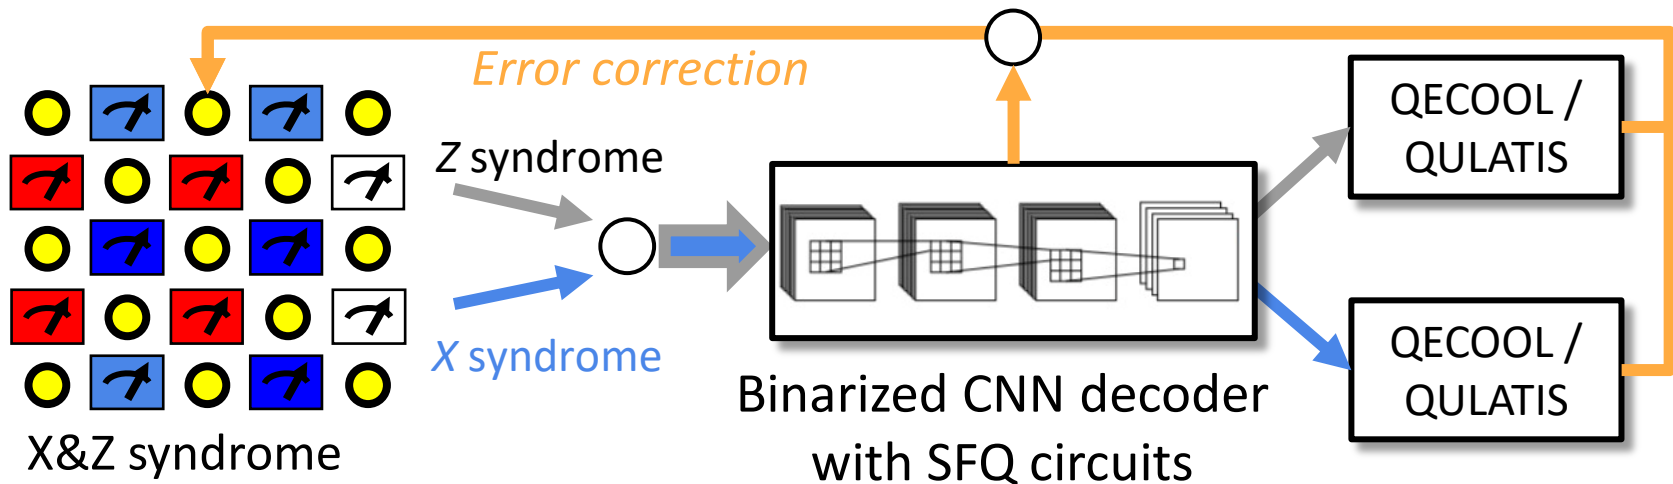 Error correction
Z syndrome
X syndrome
X&Z syndrome
Binarized CNN decoder
with SFQ circuits
QECOOL /
QULATIS
QECOOL /
QULATIS